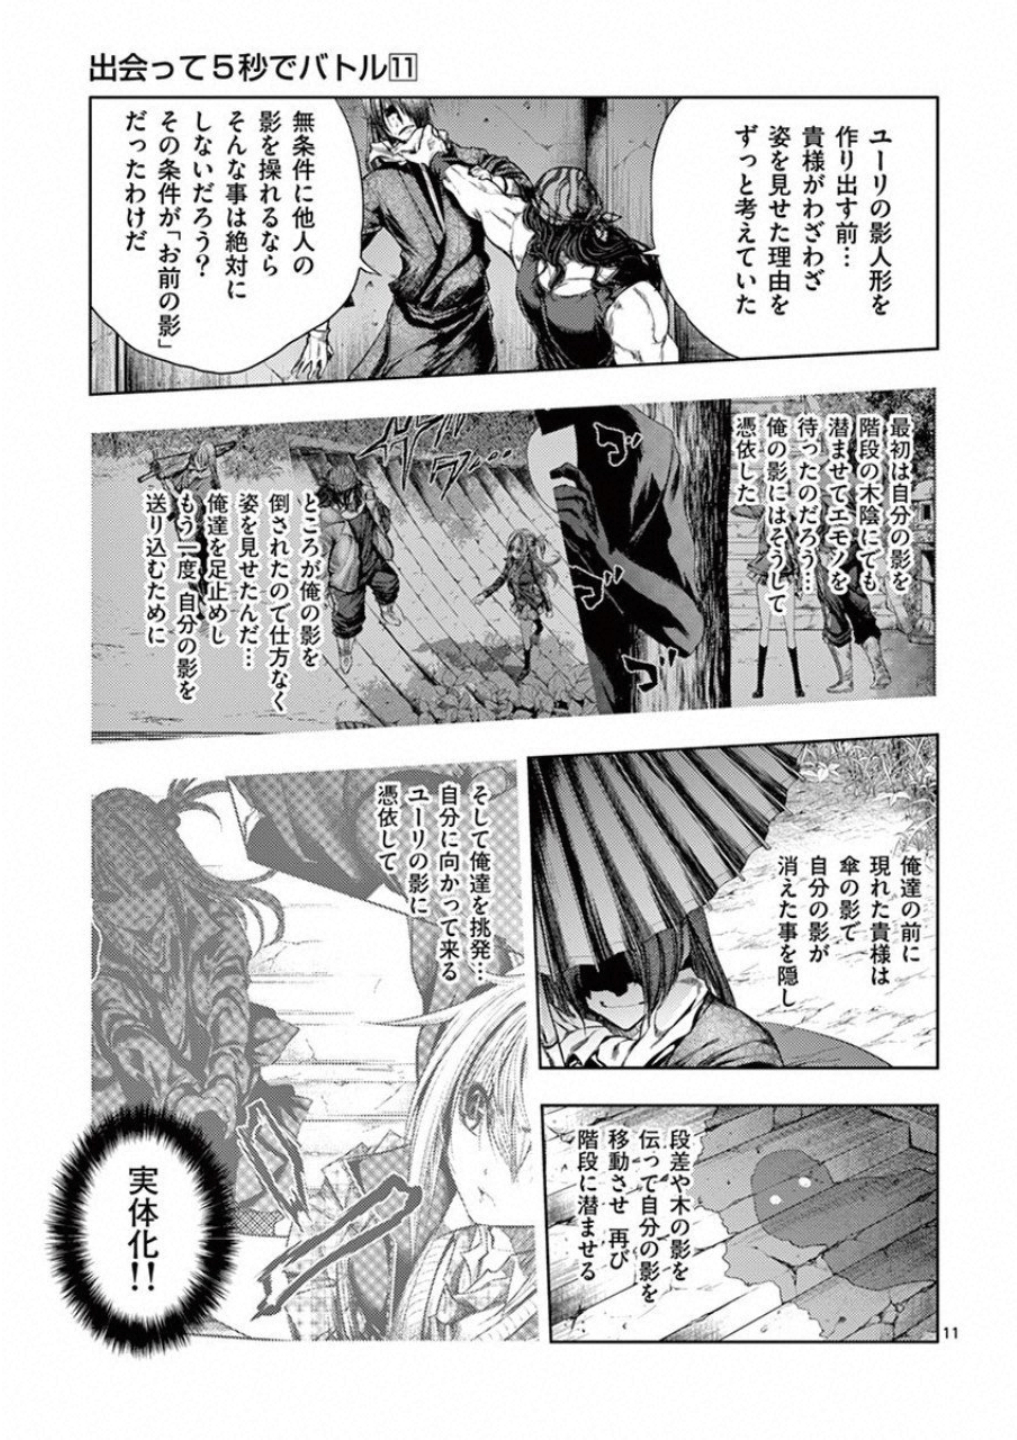 出会って5秒でバトル11
ユーリの影人形を
作り出す前…
貴様がわざわざ
姿を見せた理由を
ずっと考えていた
無条件に他人の
影を操れるなら
そんな事は絶対に
しないだろう？
その条件が「お前の影」
だったわけだ
最初は自分の影を
階段の木陰にでも
潜ませてエモノを
待ったのだろう…
俺の影にはそうして
憑依した
ゴゴゴ
ところが俺の影を
倒されたので仕方なく
姿を見せたんだ…
俺達を足止めし
もう一度 自分の影を
送り込むために
俺達の前に
現れた貴様は
傘の影で
自分の影が
消えた事を隠し
段差や木の影を
伝って自分の影を
移動させ 再び
階段に潜ませる
そして俺達を挑発…
自分に向かって来る
ユーリの影に
憑依して
実体化!!
11